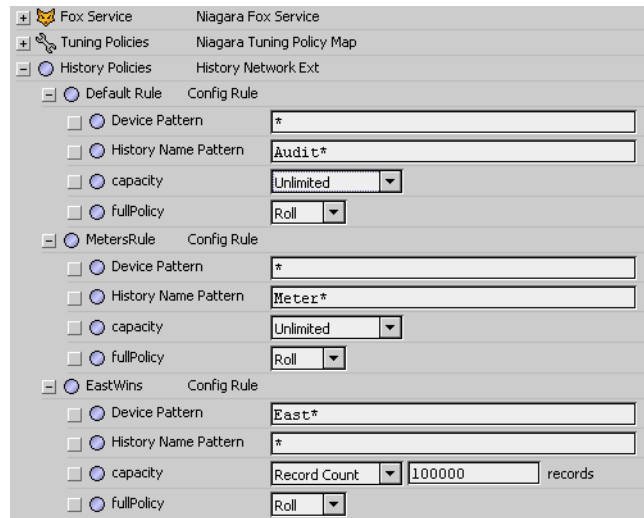 Fox Service Niagara Fox Service
Tuning Policies Niagara Tuning Policy Map
History Policies History Network Ext
Default Rule Config Rule
Device Pattern *
History Name Pattern Audit*
capacity Unlimited
fullPolicy Roll
MetersRule Config Rule
Device Pattern *
History Name Pattern Meter*
capacity Unlimited
fullPolicy Roll
EastWins Config Rule
Device Pattern East*
History Name Pattern *
capacity Record Count 100000 records
fullPolicy Roll